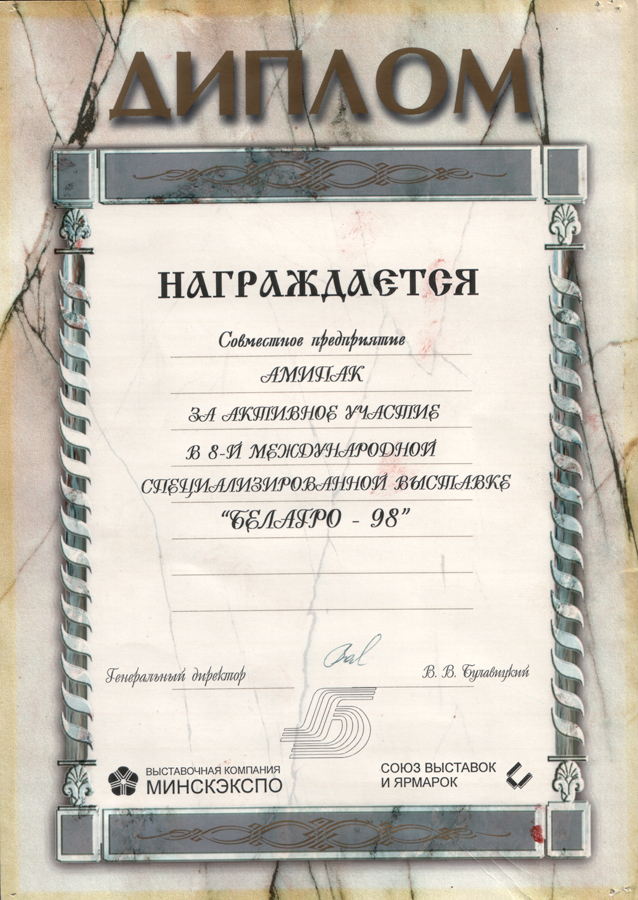 ДИПЛОМ
НАГРАЖДАЕТСЯ
Совместное предприятие
АМИПАК
ЗА АКТИВНОЕ УЧАСТИЕ
В 8-Й МЕЖДУНАРОДНОЙ
СПЕЦИАЛИЗИРОВАННОЙ ВЫСТАВКЕ
“БЕЛАГРО - 98”
Генеральный директор
В. В. Булавицкий
ВЫСТАВОЧНАЯ КОМПАНИЯ
МИНСКЭКСПО
СОЮЗ ВЫСТАВОК
И ЯРМАРОК